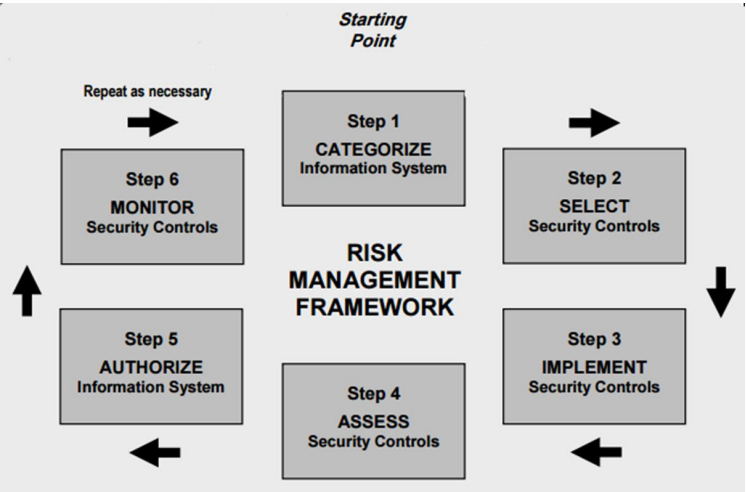 Starting
Point
Repeat as necessary
Step 1
CATEGORIZE
Information System
Step 2
SELECT
Security Controls
Step 3
IMPLEMENT
Security Controls
Step 4
ASSESS
Security Controls
Step 5
AUTHORIZE
Information System
Step 6
MONITOR
Security Controls
RISK
MANAGEMENT
FRAMEWORK